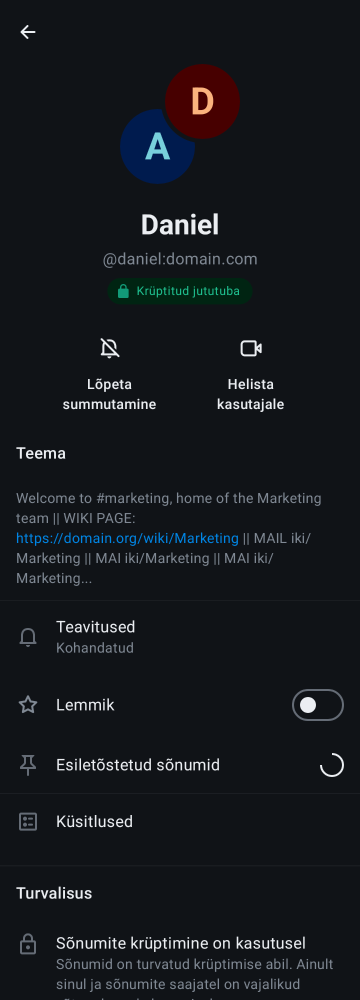 D
A
Daniel
@daniel:domain.com
Krüptitud jututuba
Lõpeta
summutamine
Helista
kasutajale
Teema
Welcome to #marketing, home of the Marketing
team || WIKI PAGE:
https://domain.org/wiki/Marketing || MAIL iki/
Marketing || MAI iki/Marketing || MAI iki/
Marketing...
Teavitused
Kohandatud
Lemmik
Esiletõstetud sõnumid
Küsitlused
Turvalisus
Sõnumite krüptimine on kasutusel
Sõnumid on turvatud krüptimise abil. Ainult
sinul ja sõnumite saajatel on vajalikud